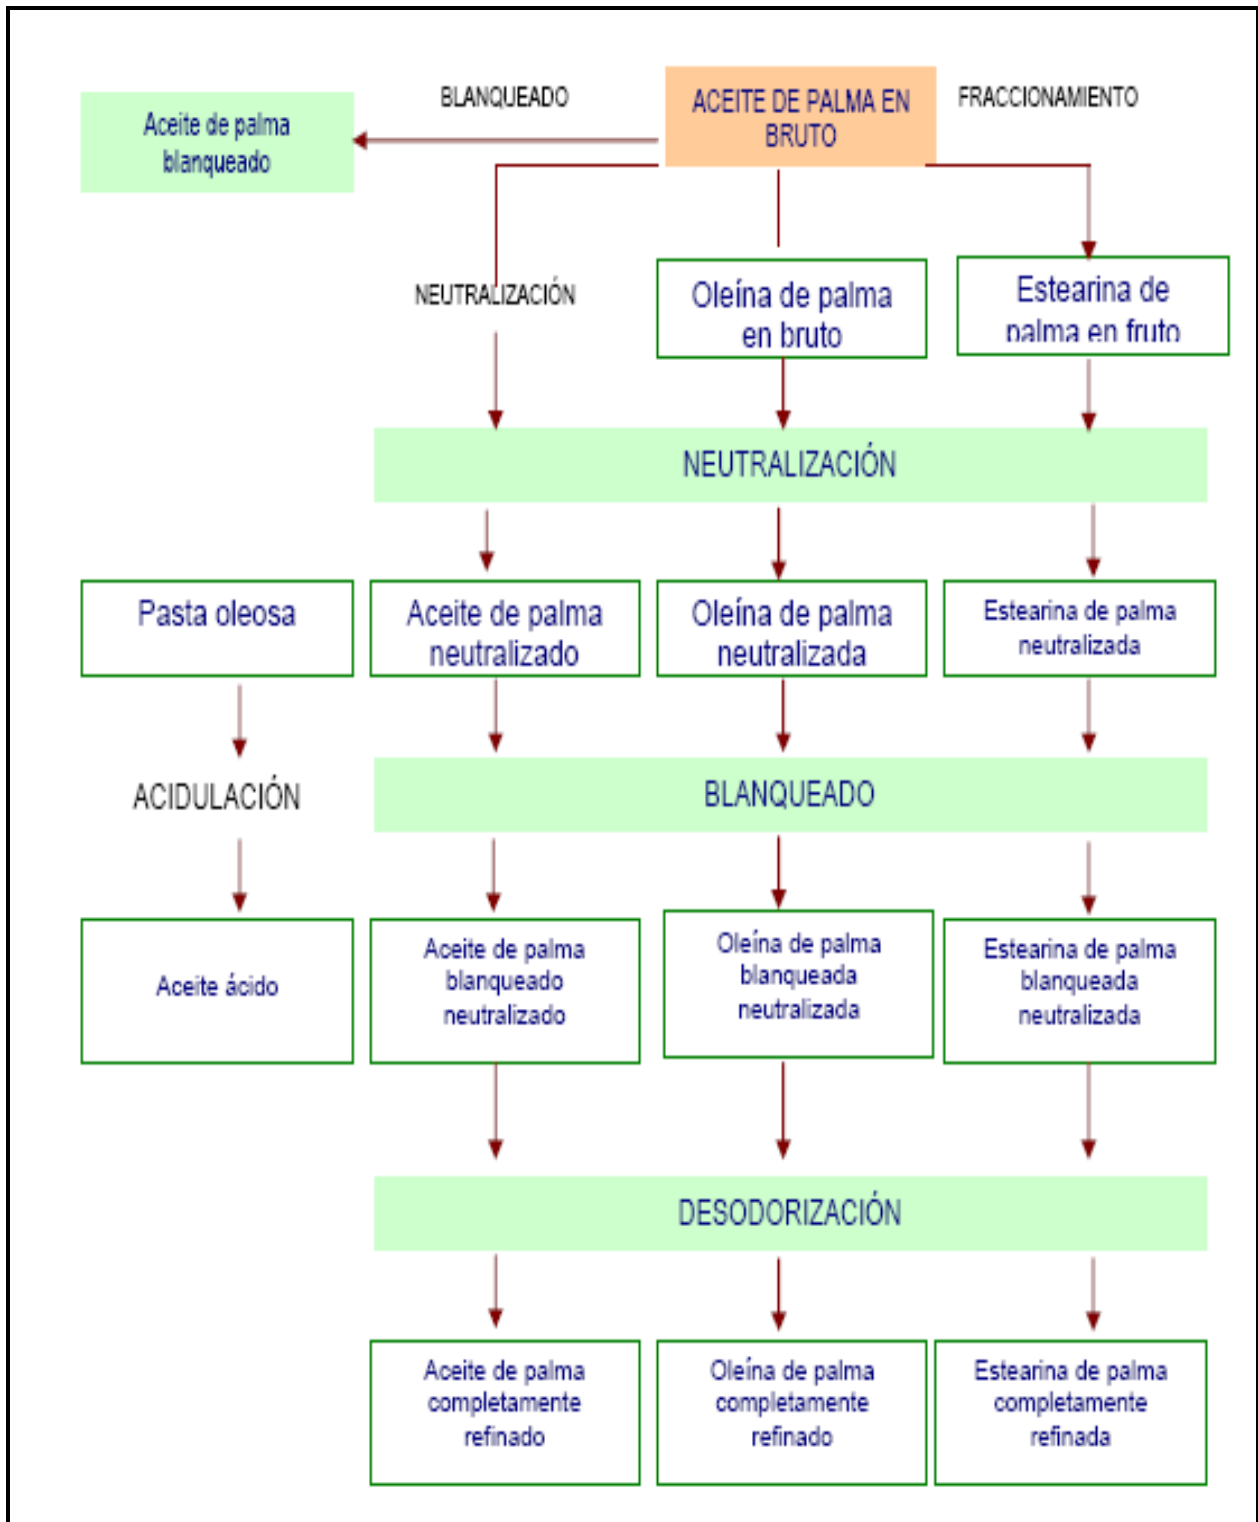 BLANQUEADO
ACEITE DE PALMA EN
BRUTO
FRACCIONAMIENTO
Aceite de palma
blanqueado
NEUTRALIZACIÓN
Oleína de palma
en bruto
Estearina de
palma en fruto
NEUTRALIZACIÓN
Pasta oleosa
Aceite de palma
neutralizado
Oleína de palma
neutralizada
Estearina de palma
neutralizada
ACIDULACIÓN
BLANQUEADO
Aceite ácido
Aceite de palma
blanqueado
neutralizado
Oleína de palma
blanqueada
neutralizada
Estearina de palma
blanqueada
neutralizada
DESODORIZACIÓN
Aceite de palma
completamente
refinado
Oleína de palma
completamente
refinado
Estearina de palma
completamente
refinada